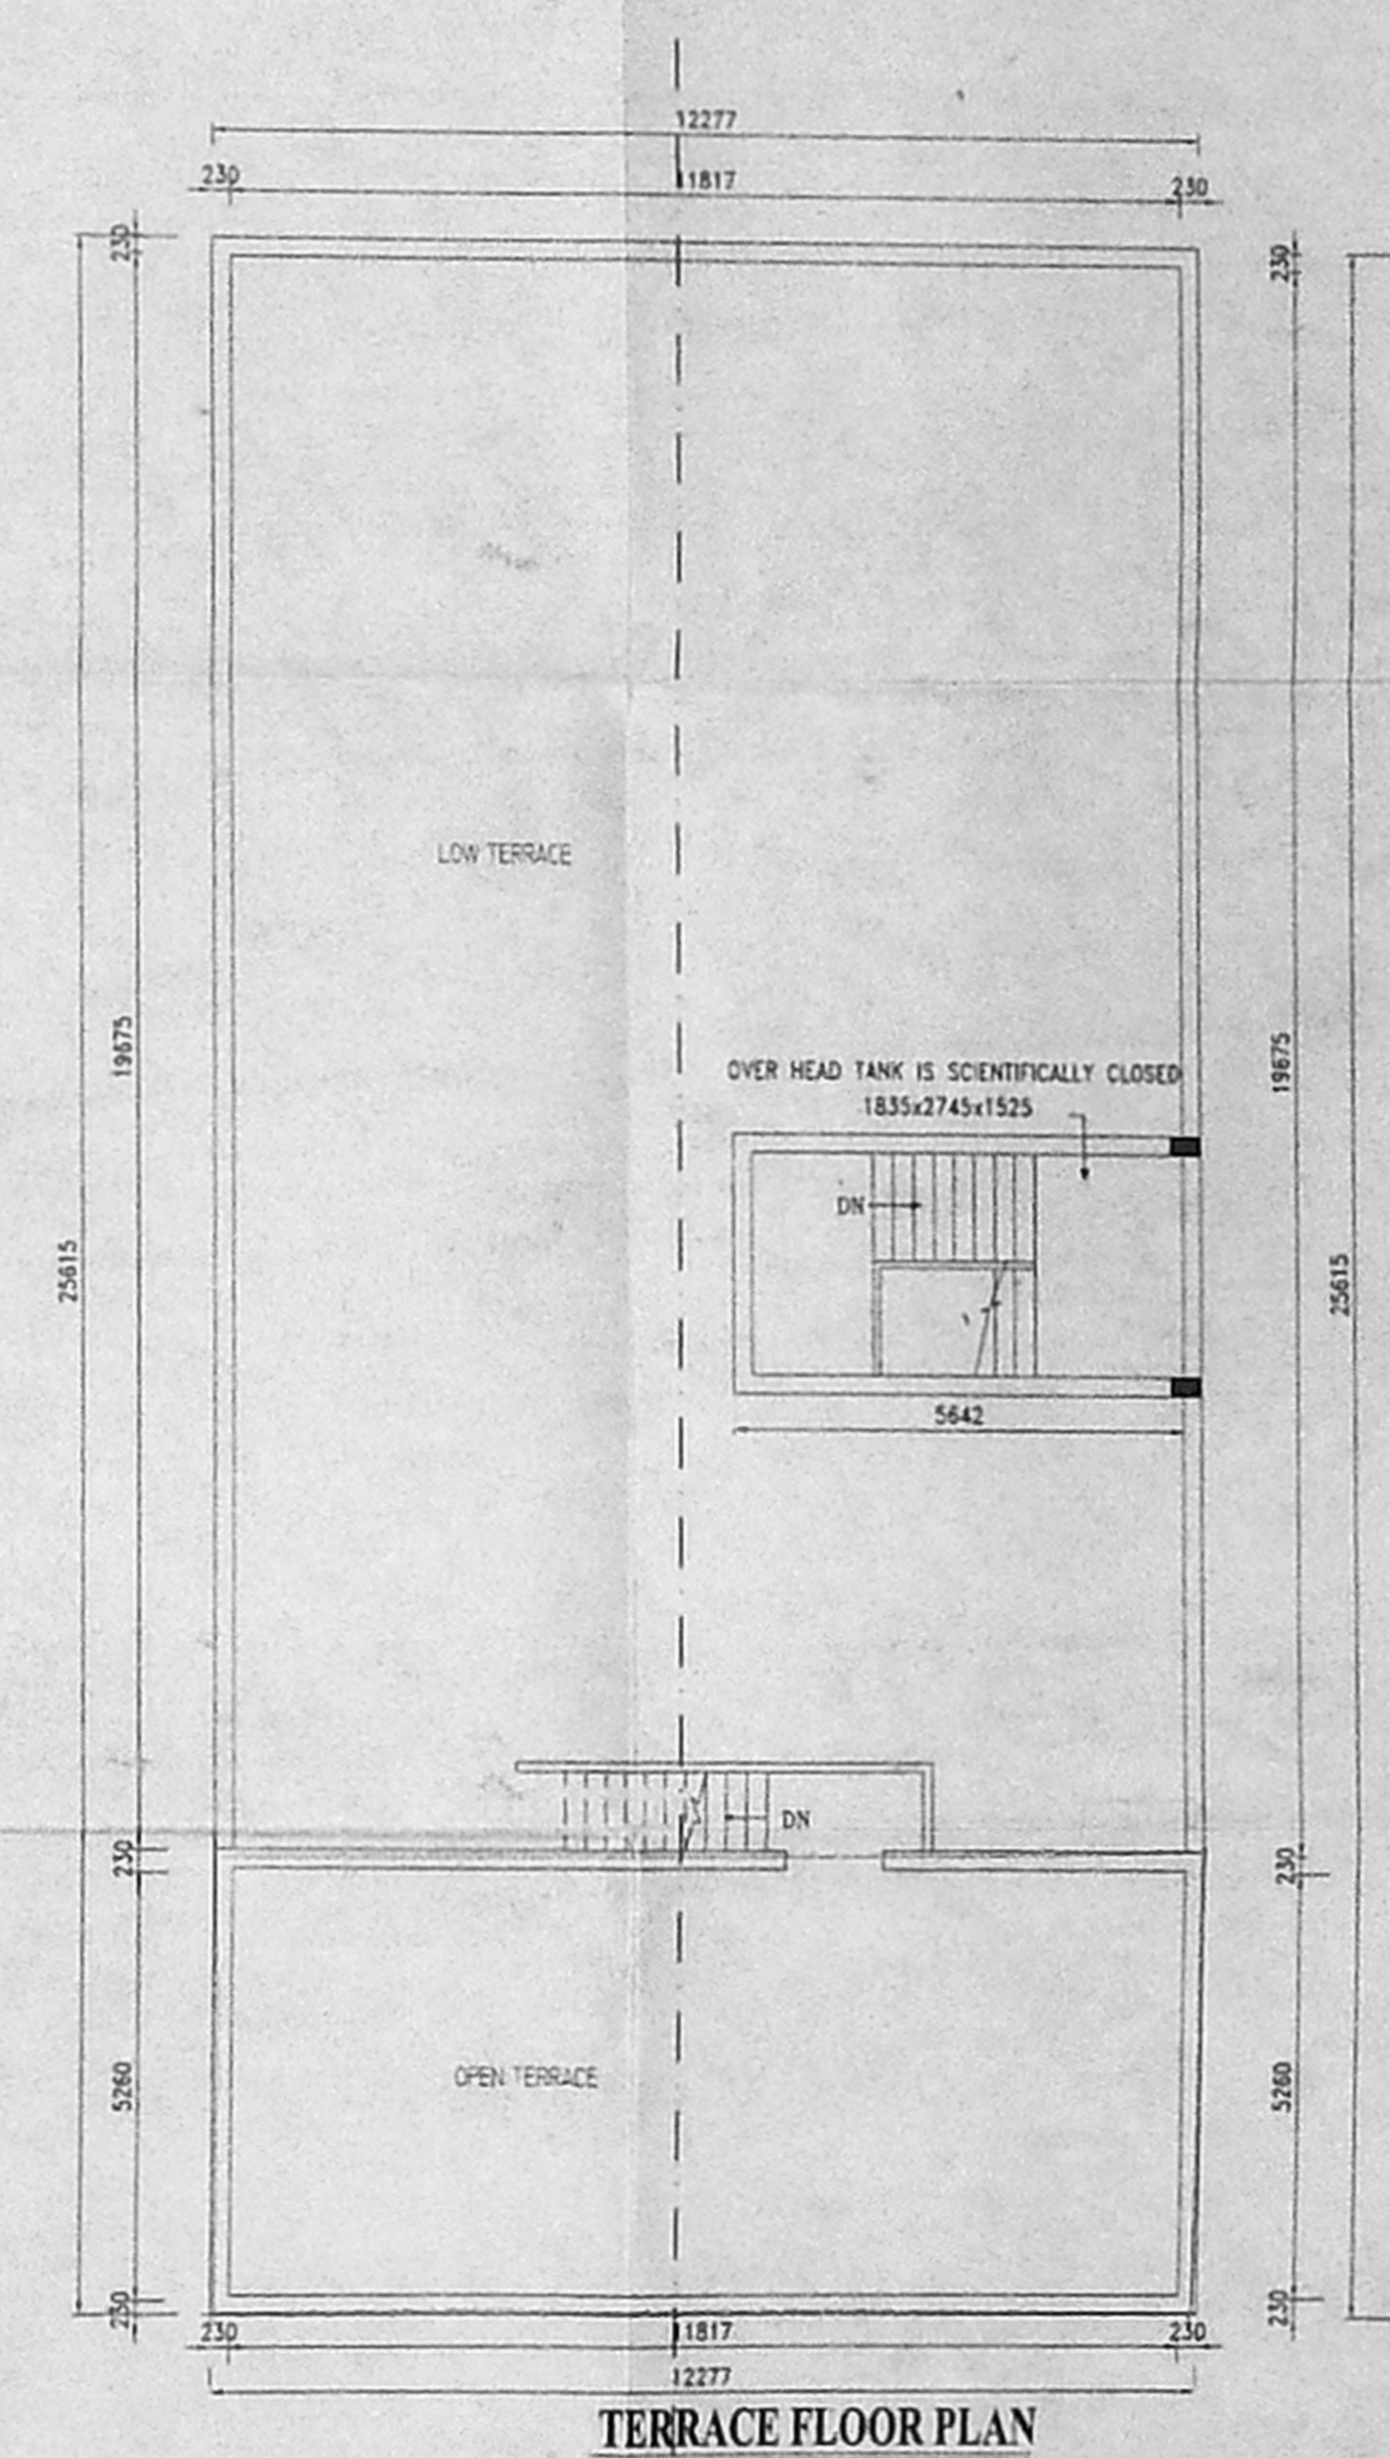 12277
230 11817 230
230
230
LOW TERRACE
19675
19675
OVER HEAD TANK IS SCIENTIFICALLY CLOSED
1835x2745x1525
DN
25615
25615
5642
DN
230
230
OPEN TERRACE
5260
5260
230
230
230 11817 230
12277
TERRACE FLOOR PLAN